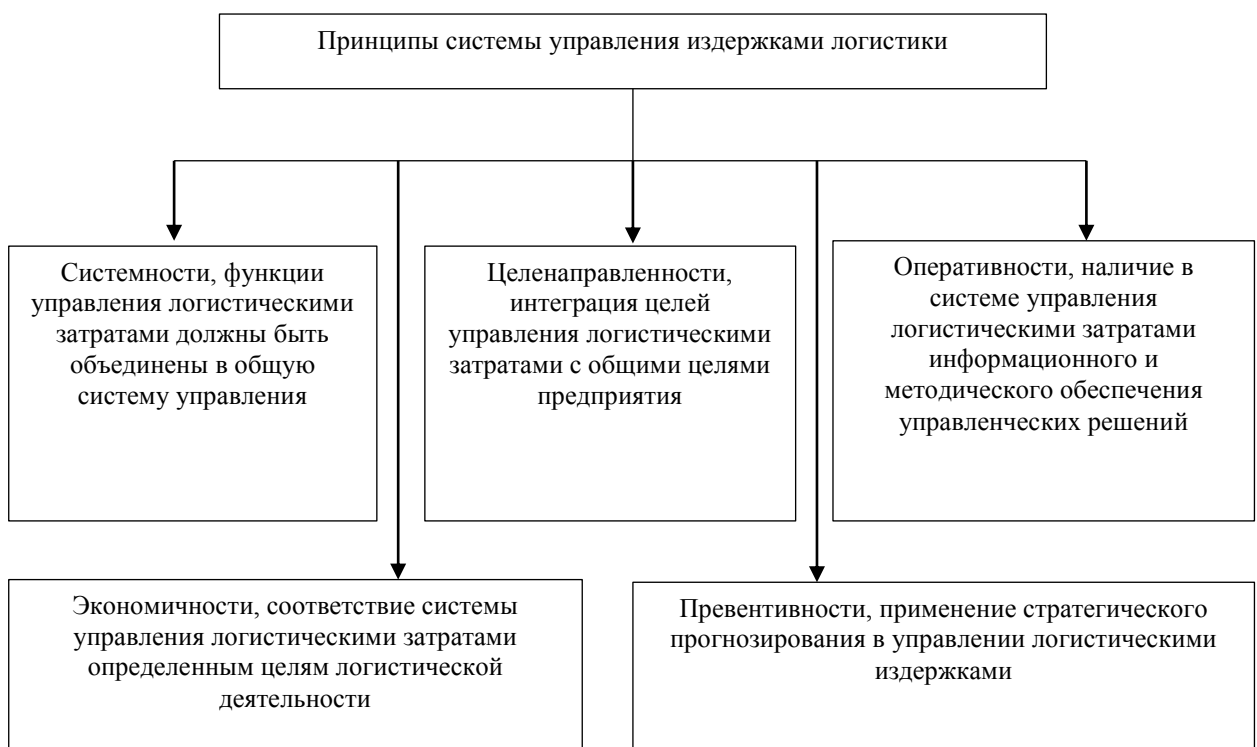 Принципы системы управления издержками логистики
Системности, функции
управления логистическими
затратами должны быть
объединены в общую
систему управления
Целенаправленности,
интеграция целей
управления логистическими
затратами с общими целями
предприятия
Оперативности, наличие в
системе управления
логистическими затратами
информационного и
методического обеспечения
управленческих решений
Экономичности, соответствие системы
управления логистическими затратами
определенным целям логистической
деятельности
Превентивности, применение стратегического
прогнозирования в управлении логистическими
издержками